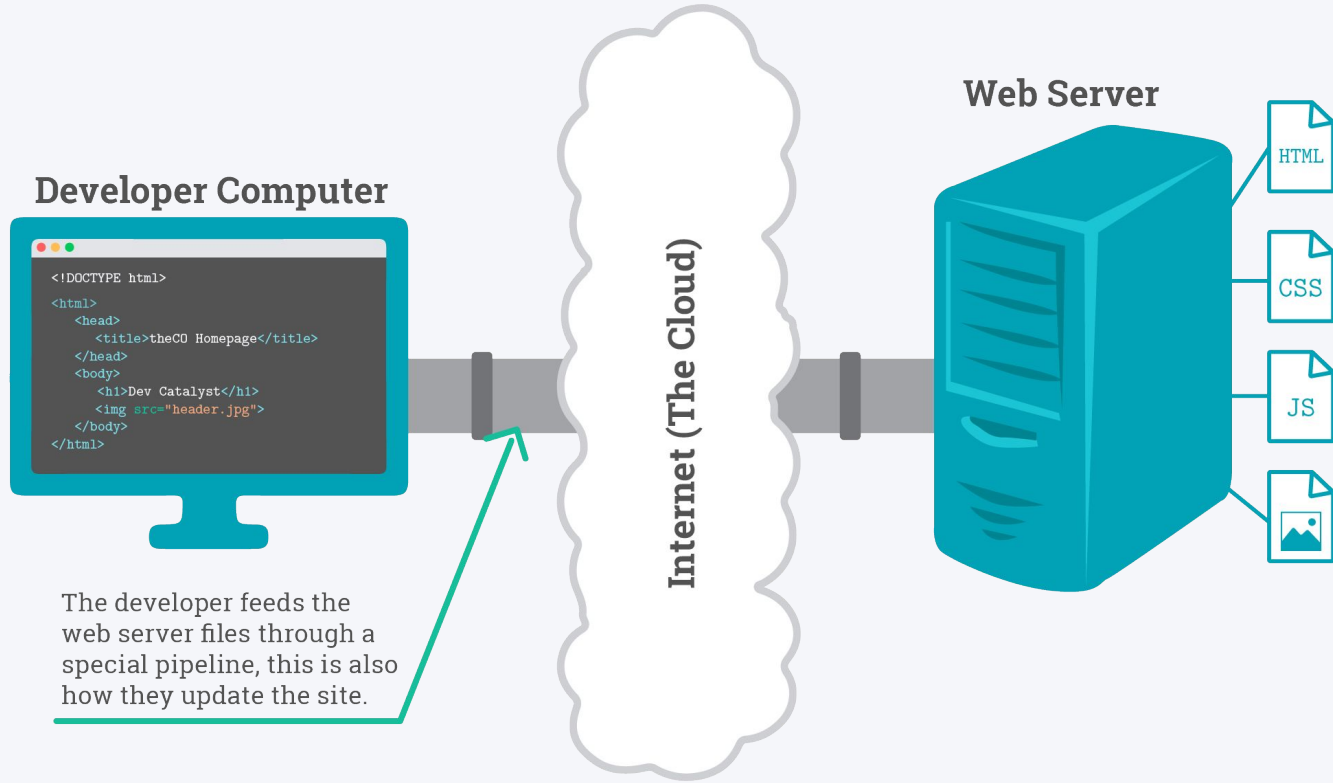 Developer Computer
<!DOCTYPE html>
<html>
<head>
<title>theCO Homepage</title>
</head>
<body>
<h1>Dev Catalyst</h1>
<img src="header.jpg">
</body>
</html>
The developer feeds the
web server files through a
special pipeline, this is also
how they update the site.
Internet (The Cloud)
Web Server
HTML
CSS
JS